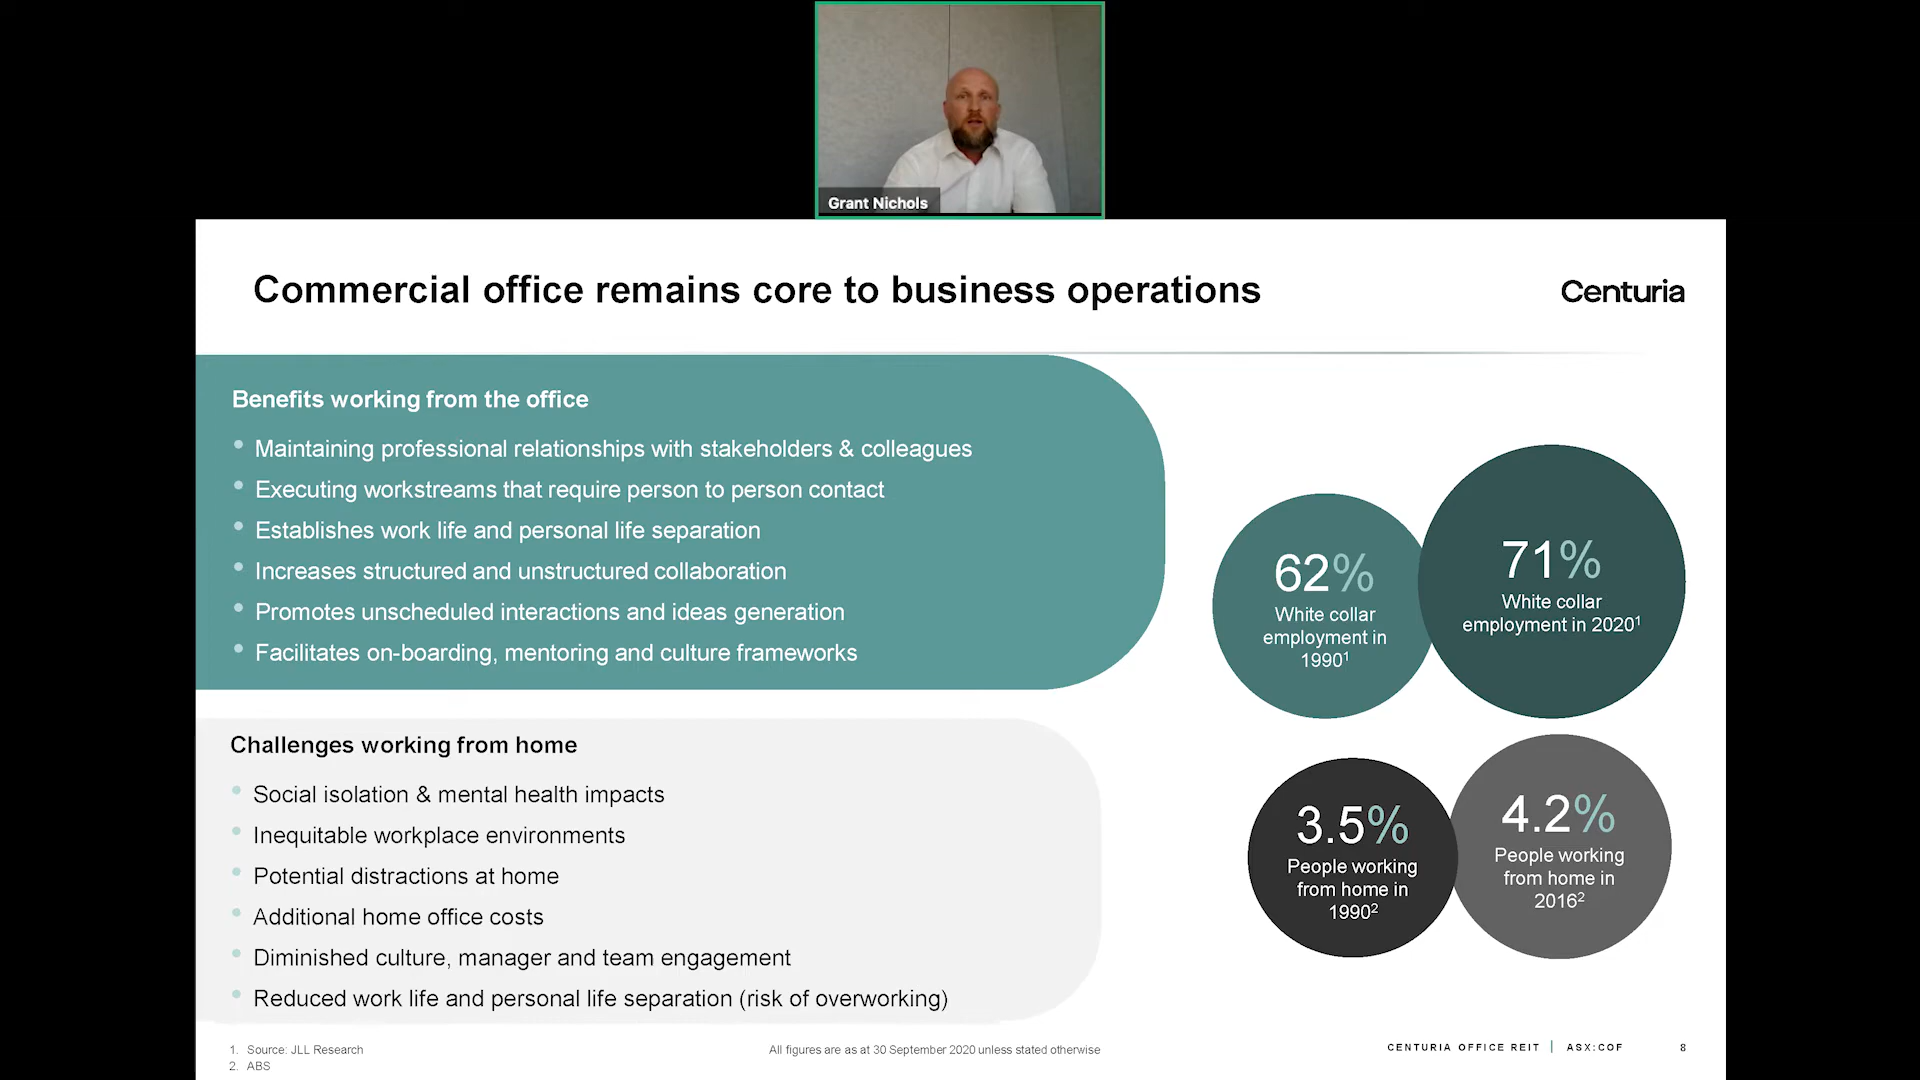 Grant Nichols
Commercial office remains core to business operations
Centuria
Benefits working from the office
• Maintaining professional relationships with stakeholders & colleagues
• Executing workstreams that require person to person contact
• Establishes work life and personal life separation
• Increases structured and unstructured collaboration
• Promotes unscheduled interactions and ideas generation
• Facilitates on-boarding, mentoring and culture frameworks
62%
White collar
employment in
1990¹
71%
White collar
employment in 2020¹
Challenges working from home
• Social isolation & mental health impacts
• Inequitable workplace environments
• Potential distractions at home
• Additional home office costs
• Diminished culture, manager and team engagement
• Reduced work life and personal life separation (risk of overworking)
3.5%
People working
from home in
1990²
4.2%
People working
from home in
2016²
1. Source: JLL Research
2. ABS
All figures are as at 30 September 2020 unless stated otherwise
CENTURIA OFFICE REIT | ASX:COF
8